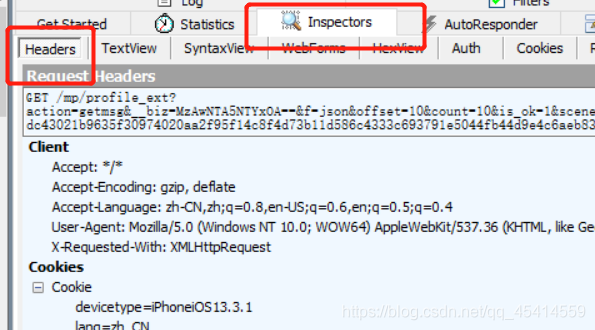 Log
Filters
Get Started Statistics Inspectors AutoResponder
Headers TextView SyntaxView WebForms HexView Auth Cookies
Request Headers
GET /mp/profile_ext?
action=getmsg&__biz=MzAwNTA5NTYxOA==&f=json&offset=10&count=10&is_ok=1&scene
dc43021b9635f30974020aa2f95f14c8f4d73b11d586c4333c693791e5044fb44d9e4c6aeb83
Client
Accept: */*
Accept-Encoding: gzip, deflate
Accept-Language: zh-CN,zh;q=0.8,en-US;q=0.6,en;q=0.5;q=0.4
User-Agent: Mozilla/5.0 (Windows NT 10.0; WOW64) AppleWebKit/537.36 (KHTML, like Ge
X-Requested-With: XMLHttpRequest
Cookies
Cookie
devicetype=iPhoneiOS13.3.1
lang=zh_CN
https://blog.csdn.net/qq_45414559